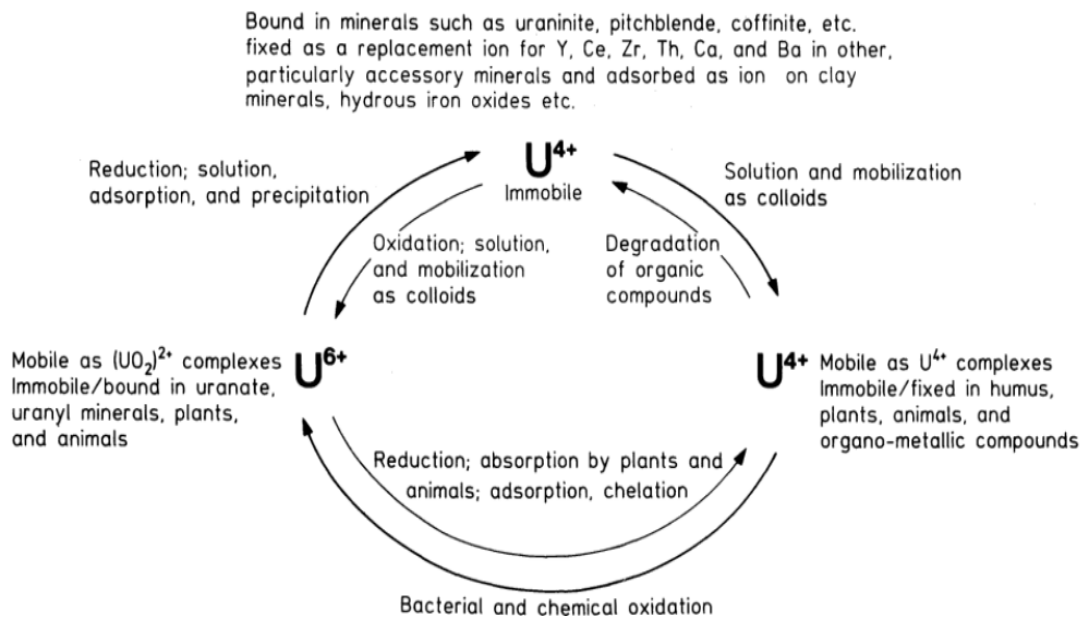 Bound in minerals such as uraninite, pitchblende, coffinite, etc.
fixed as a replacement ion for Y, Ce, Zr, Th, Ca, and Ba in other,
particularly accessory minerals and adsorbed as ion on clay
minerals, hydrous iron oxides etc.
Reduction; solution,
adsorption, and precipitation
U⁴⁺
Immobile
Solution and mobilization
as colloids
Oxidation; solution,
and mobilization
as colloids
Degradation
of organic
compounds
Mobile as (UO₂)²⁺ complexes
Immobile/bound in uranate,
uranyl minerals, plants,
and animals
U⁶⁺
U⁴⁺
Mobile as U⁴⁺ complexes
Immobile/fixed in humus,
plants, animals, and
organo-metallic compounds
Reduction; absorption by plants and
animals; adsorption, chelation
Bacterial and chemical oxidation